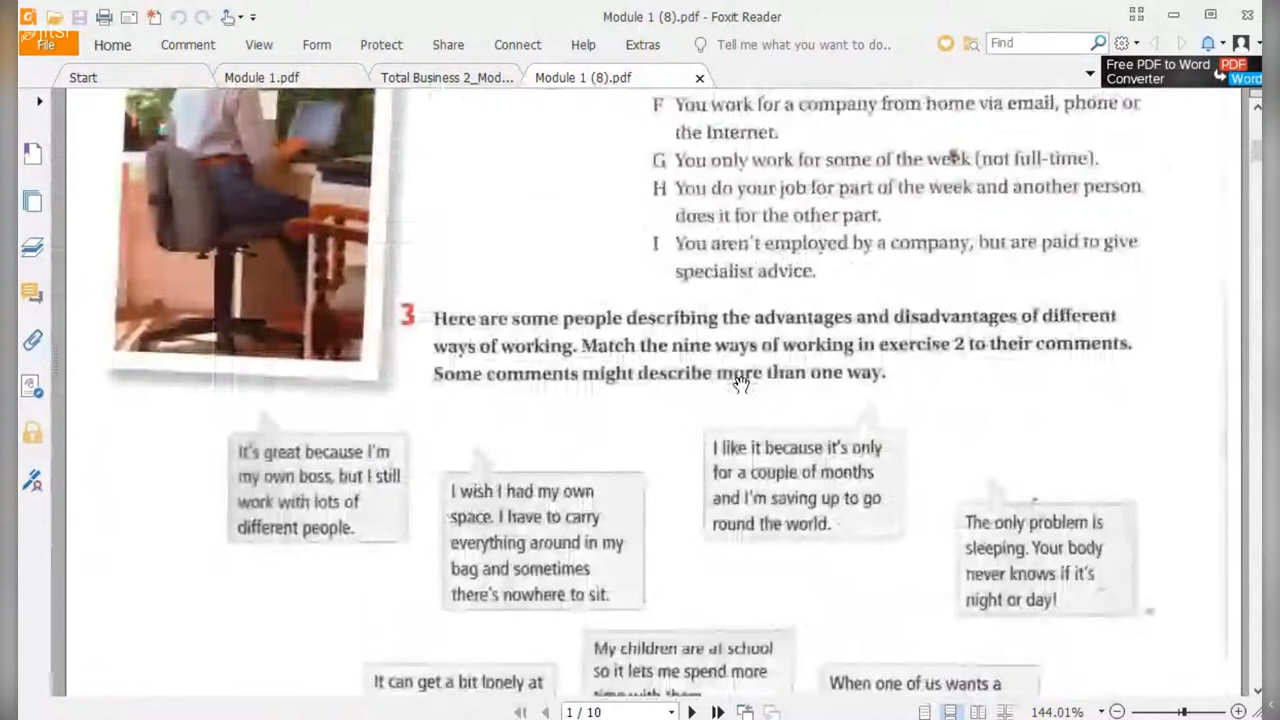 Module 1 (8).pdf - Foxit Reader
File Home Comment View Form Protect Share Connect Help Extras Tell me what you want to do.. Find
Start Module 1.pdf Total Business 2_Mod... Module 1 (8).pdf
Free PDF to Word PDF
Converter Word
F You work for a company from home via email, phone or
the Internet.
G You only work for some of the week (not full-time).
H You do your job for part of the week and another person
does it for the other part.
I You aren't employed by a company, but are paid to give
specialist advice.
3 Here are some people describing the advantages and disadvantages of different
ways of working. Match the nine ways of working in exercise 2 to their comments.
Some comments might describe more than one way.
It's great because I'm
my own boss, but I still
work with lots of
different people.
I wish I had my own
space. I have to carry
everything around in my
bag and sometimes
there's nowhere to sit.
I like it because it's only
for a couple of months
and I'm saving up to go
round the world.
The only problem is
sleeping. Your body
never knows if it's
night or day!
It can get a bit lonely at
My children are at school
so it lets me spend more
time with them
When one of us wants a
1 / 10
144.01%